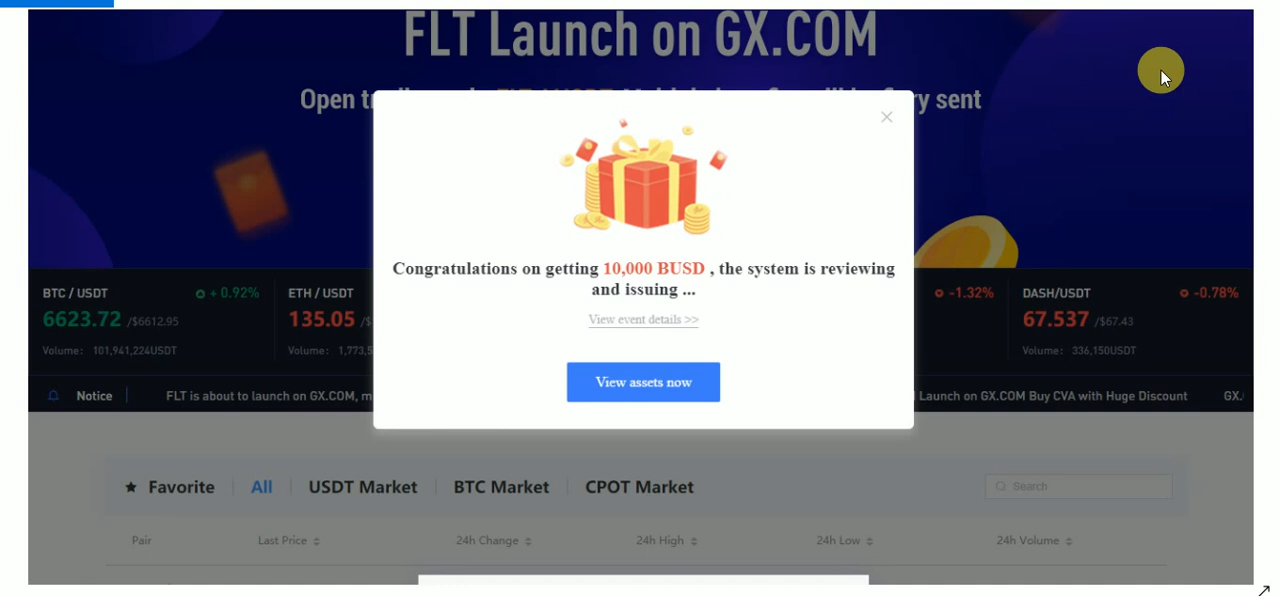 FLT Launch on GX.COM
Open
ry sent
Congratulations on getting 10,000 BUSD , the system is reviewing
and issuing ...
View event details >>
View assets now
BTC / USDT + 0.92% ETH / USDT -1.32% DASH/USDT -0.78%
6623.72 /$6612.95 135.05 /$ 67.537 /$67.43
Volume: 101,941,224USDT Volume: 1,773,5 Volume: 336,150USDT
Notice FLT is about to launch on GX.COM, m Launch on GX.COM Buy CVA with Huge Discount GX.
Favorite All USDT Market BTC Market CPOT Market Search
Pair Last Price 24h Change 24h High 24h Low 24h Volume